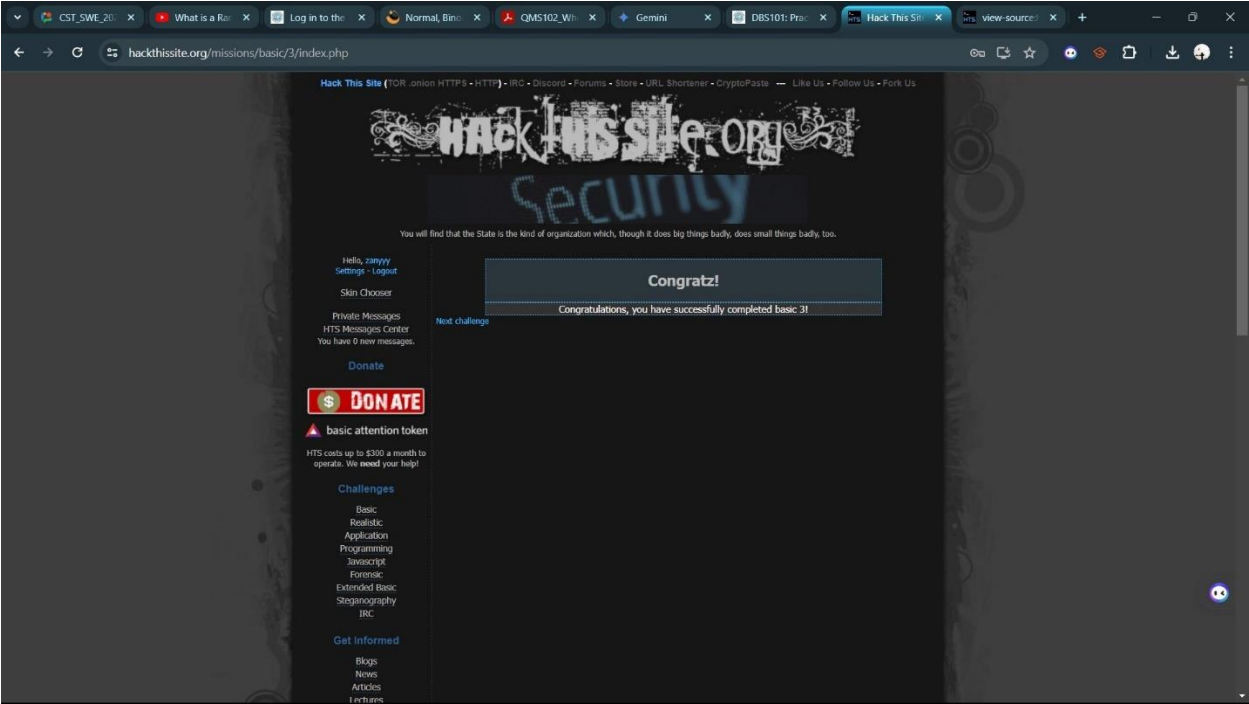 CST_SWE_20
What is a Rar
Log in to the
Normal, Bino
QMS102_Wh
Gemini
DBS101: Prac
Hack This Sit
view-source:
hackthissite.org/missions/basic/3/index.php
Hack This Site (TOR .onion HTTPS - HTTP) - IRC - Discord - Forums - Store - URL Shortener - CryptoPaste — Like Us - Follow Us - Fork Us
HACk THIS SITE.ORG
Security
You will find that the State is the kind of organization which, though it does big things badly, does small things badly, too.
Hello, zanyyy
Settings - Logout
Skin Chooser
Private Messages
HTS Messages Center
You have 0 new messages.
Congratz!
Congratulations, you have successfully completed basic 3!
Next challenge
Donate
$ DONATE
basic attention token
HTS costs up to $300 a month to
operate. We need your help!
Challenges
Basic
Realistic
Application
Programming
Javascript
Forensic
Extended Basic
Steganography
IRC
Get Informed
Blogs
News
Articles
Lectures